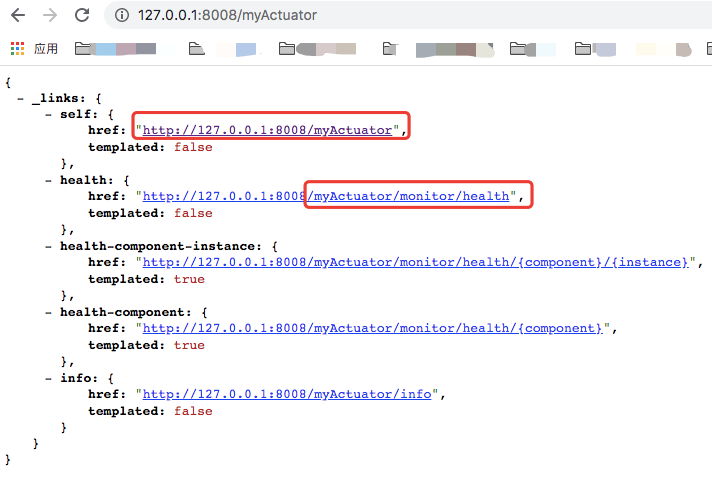 127.0.0.1:8008/myActuator
应用
{
- _links: {
- self: {
href: "http://127.0.0.1:8008/myActuator",
templated: false
},
- health: {
href: "http://127.0.0.1:8008/myActuator/monitor/health",
templated: false
},
- health-component-instance: {
href: "http://127.0.0.1:8008/myActuator/monitor/health/{component}/{instance}",
templated: true
},
- health-component: {
href: "http://127.0.0.1:8008/myActuator/monitor/health/{component}",
templated: true
},
- info: {
href: "http://127.0.0.1:8008/myActuator/info",
templated: false
}
}
}